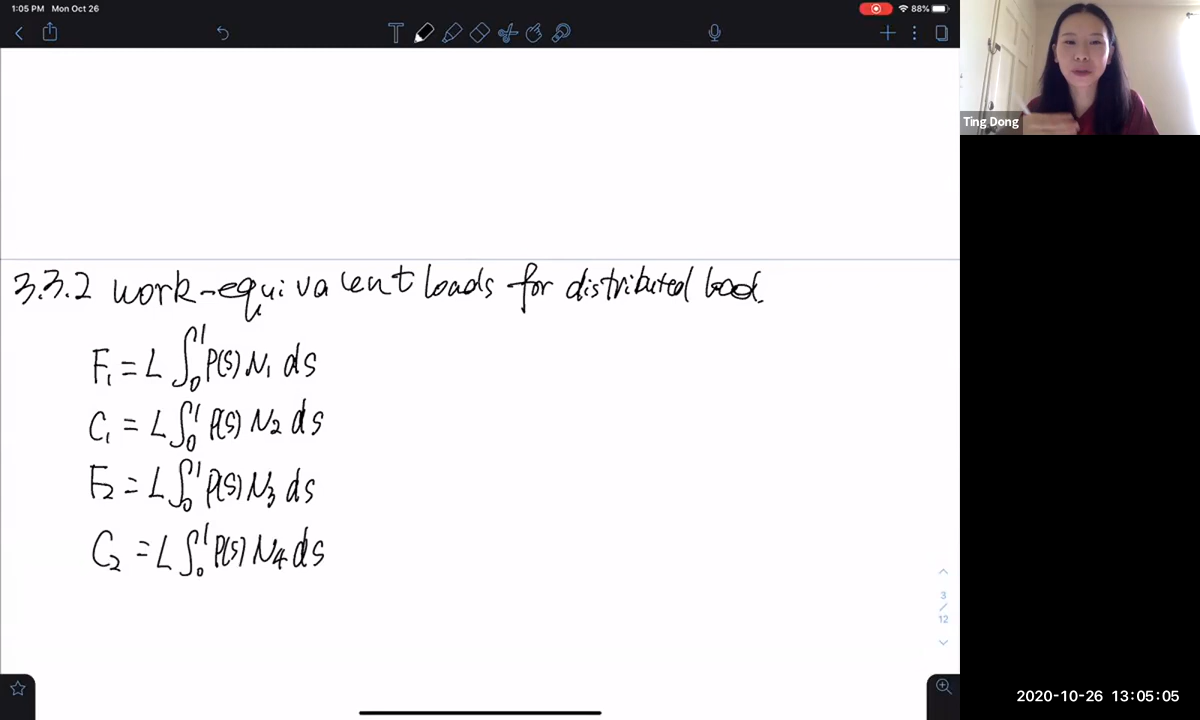 1:05 PM Mon Oct 26
88%
T
Ting Dong
3.3.2 work-equivalent loads for distributed load.
F₁ = L ∫₀¹ P(s) N₁ ds
C₁ = L ∫₀¹ P(s) N₂ ds
F₂ = L ∫₀¹ P(s) N₃ ds
C₂ = L ∫₀¹ P(s) N₄ ds
3
/
12
2020-10-26 13:05:05